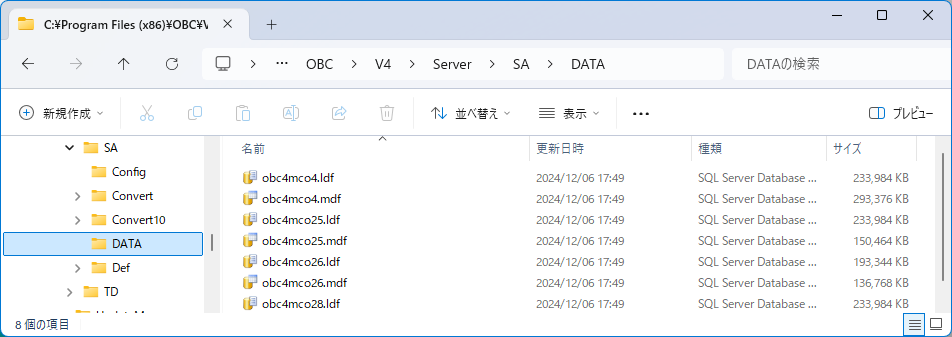 C:¥Program Files (x86)¥OBC¥V
OBC > V4 > Server > SA > DATA
DATAの検索
新規作成
並べ替え
表示
プレビュー
SA
Config
Convert
Convert10
DATA
Def
TD
名前 更新日時 種類 サイズ
obc4mco4.ldf 2024/12/06 17:49 SQL Server Database ... 233,984 KB
obc4mco4.mdf 2024/12/06 17:49 SQL Server Database ... 293,376 KB
obc4mco25.ldf 2024/12/06 17:49 SQL Server Database ... 233,984 KB
obc4mco25.mdf 2024/12/06 17:49 SQL Server Database ... 150,464 KB
obc4mco26.ldf 2024/12/06 17:49 SQL Server Database ... 193,344 KB
obc4mco26.mdf 2024/12/06 17:49 SQL Server Database ... 136,768 KB
obc4mco28.ldf 2024/12/06 17:49 SQL Server Database ... 233,984 KB
8 個の項目